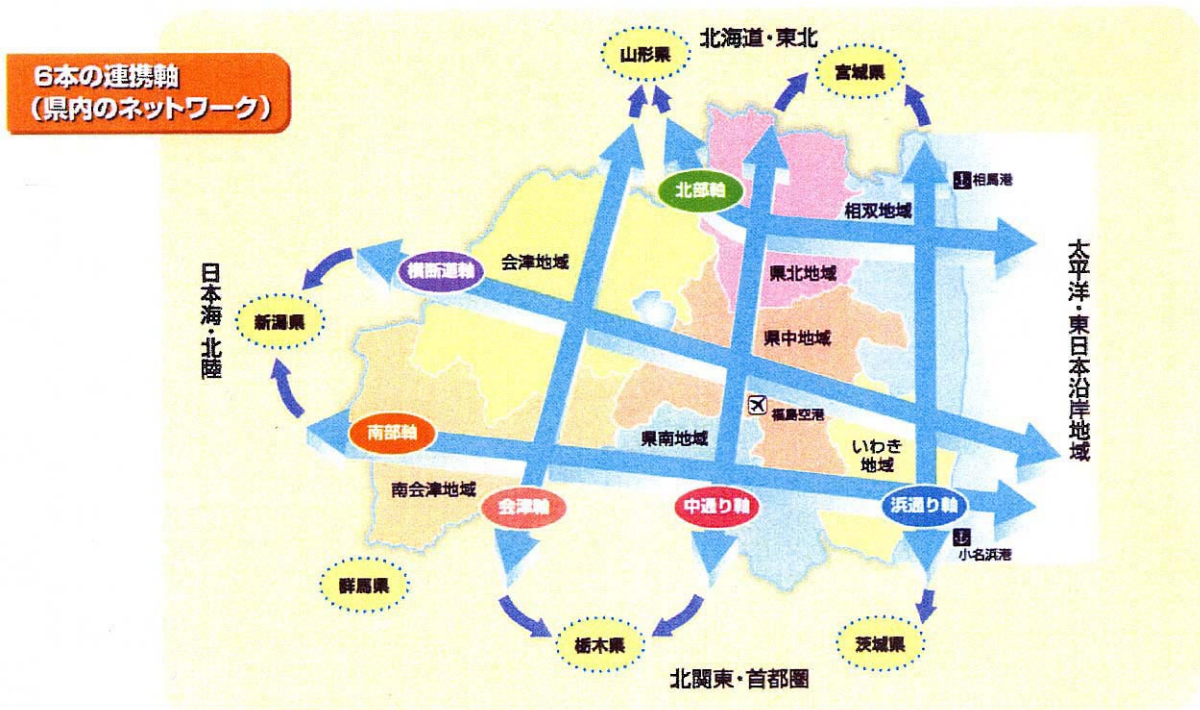 6本の連携軸
(県内のネットワーク)
北海道・東北
山形県
宮城県
北部軸
相馬港
相双地域
横断道軸
会津地域
県北地域
日本海・北陸
新潟県
太平洋・東日本沿岸地域
県中地域
福島空港
南部軸
県南地域
いわき
地域
南会津地域
会津軸
中通り軸
浜通り軸
小名浜港
群馬県
栃木県
茨城県
北関東・首都圏